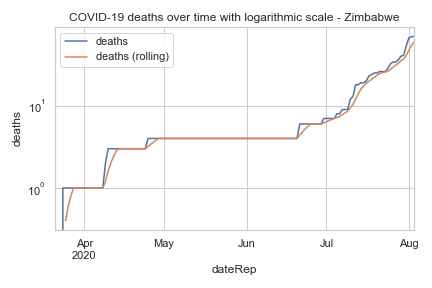 COVID-19 deaths over time with logarithmic scale - Zimbabwe
deaths
deaths (rolling)
deaths
10¹
10⁰
Apr
2020
May
Jun
Jul
Aug
dateRep